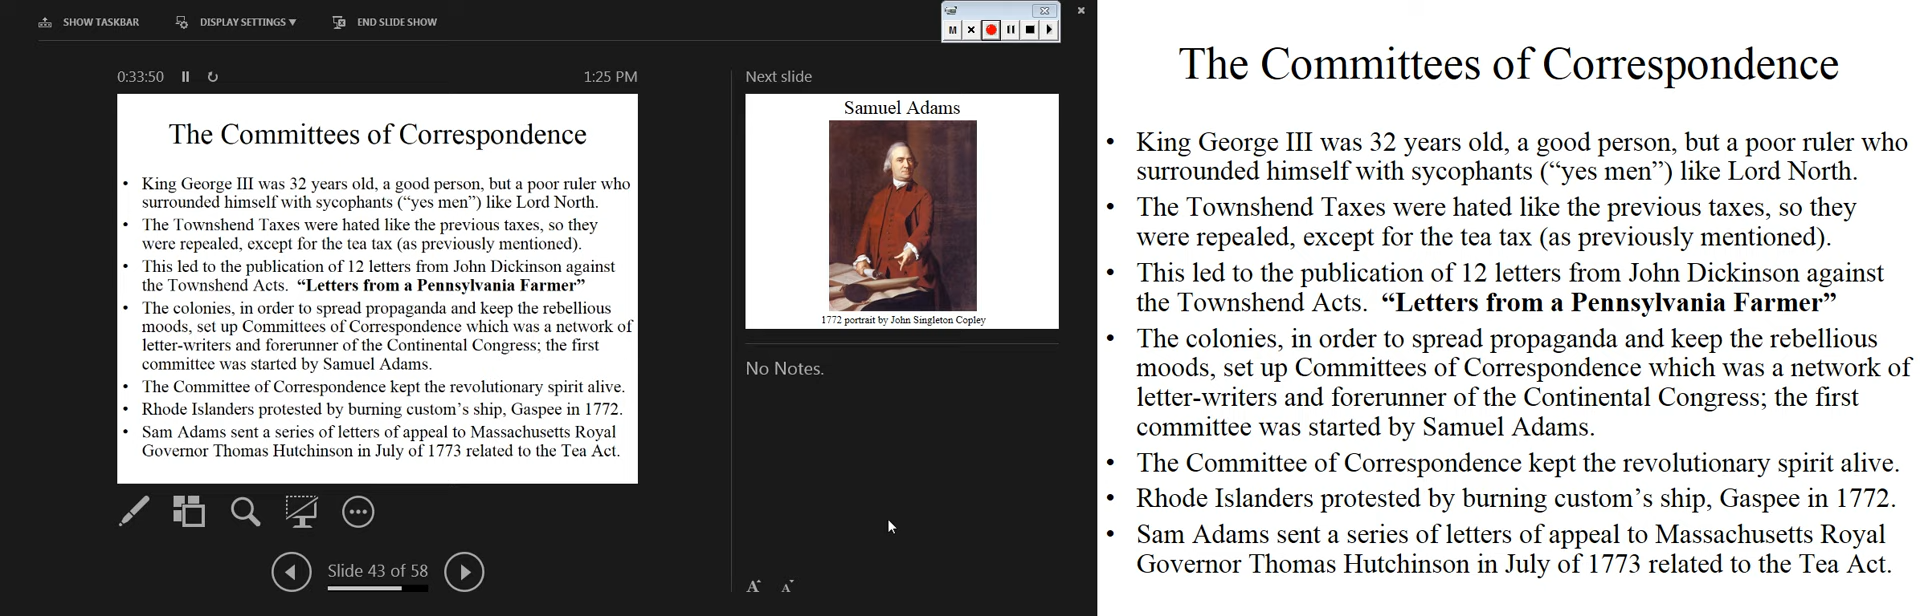 SHOW TASKBAR
DISPLAY SETTINGS ▼
END SLIDE SHOW
M
0:33:50
1:25 PM
The Committees of Correspondence
• King George III was 32 years old, a good person, but a poor ruler who
surrounded himself with sycophants (“yes men”) like Lord North.
• The Townshend Taxes were hated like the previous taxes, so they
were repealed, except for the tea tax (as previously mentioned).
• This led to the publication of 12 letters from John Dickinson against
the Townshend Acts. “Letters from a Pennsylvania Farmer”
• The colonies, in order to spread propaganda and keep the rebellious
moods, set up Committees of Correspondence which was a network of
letter-writers and forerunner of the Continental Congress; the first
committee was started by Samuel Adams.
• The Committee of Correspondence kept the revolutionary spirit alive.
• Rhode Islanders protested by burning custom’s ship, Gaspee in 1772.
• Sam Adams sent a series of letters of appeal to Massachusetts Royal
Governor Thomas Hutchinson in July of 1773 related to the Tea Act.
Slide 43 of 58
Next slide
Samuel Adams
1772 portrait by John Singleton Copley
No Notes.
A A
The Committees of Correspondence
• King George III was 32 years old, a good person, but a poor ruler who
surrounded himself with sycophants (“yes men”) like Lord North.
• The Townshend Taxes were hated like the previous taxes, so they
were repealed, except for the tea tax (as previously mentioned).
• This led to the publication of 12 letters from John Dickinson against
the Townshend Acts. “Letters from a Pennsylvania Farmer”
• The colonies, in order to spread propaganda and keep the rebellious
moods, set up Committees of Correspondence which was a network of
letter-writers and forerunner of the Continental Congress; the first
committee was started by Samuel Adams.
• The Committee of Correspondence kept the revolutionary spirit alive.
• Rhode Islanders protested by burning custom’s ship, Gaspee in 1772.
• Sam Adams sent a series of letters of appeal to Massachusetts Royal
Governor Thomas Hutchinson in July of 1773 related to the Tea Act.